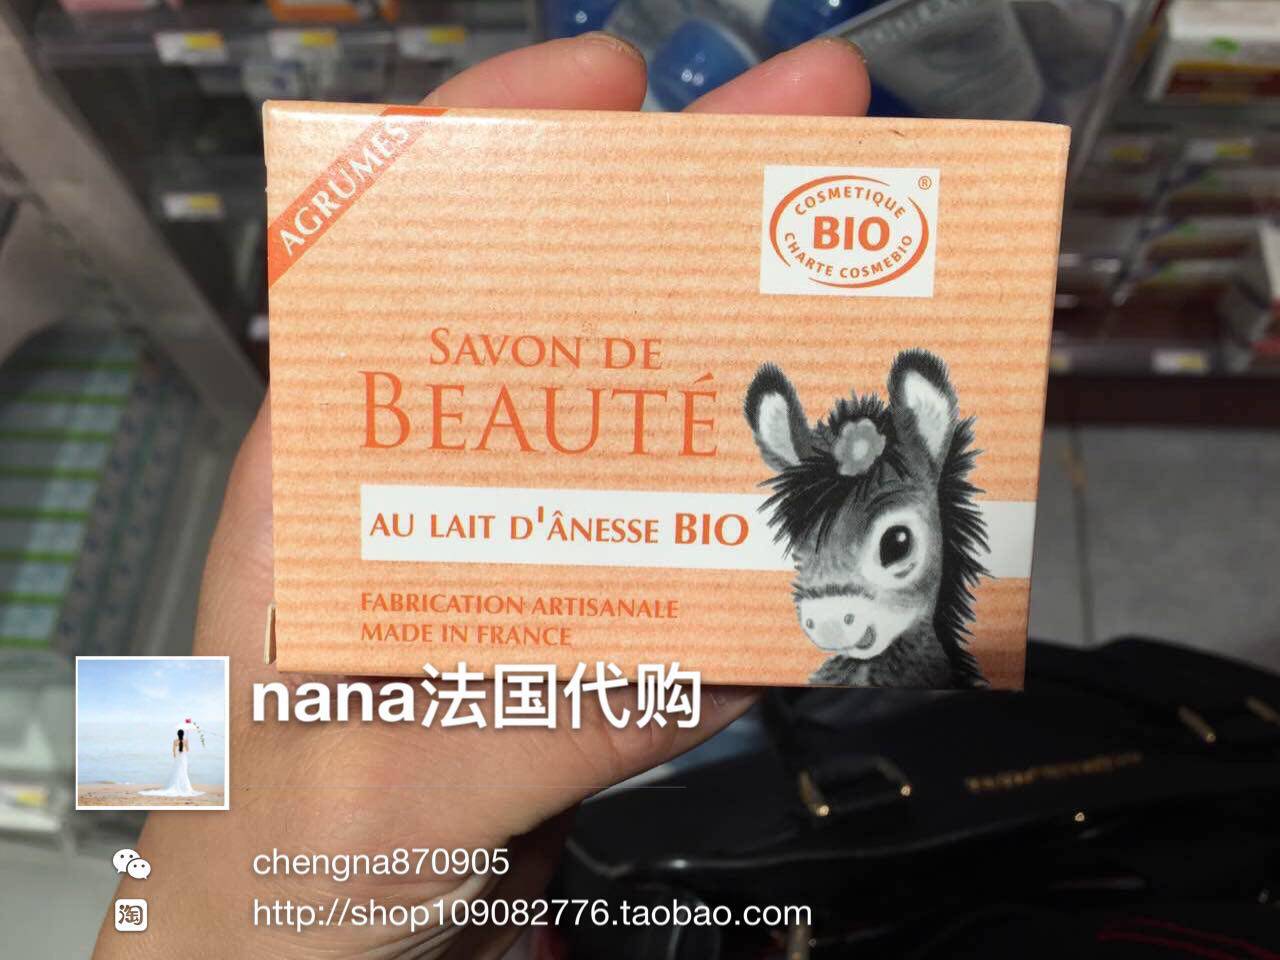 AGRUMES
COSMETIQUE
BIO
CHARTE COSMEBIO
®
SAVON DE
BEAUTÉ
AU LAIT D'ÂNESSE BIO
FABRICATION ARTISANALE
MADE IN FRANCE
nana法国代购
chengna870905
淘
http://shop109082776.taobao.com